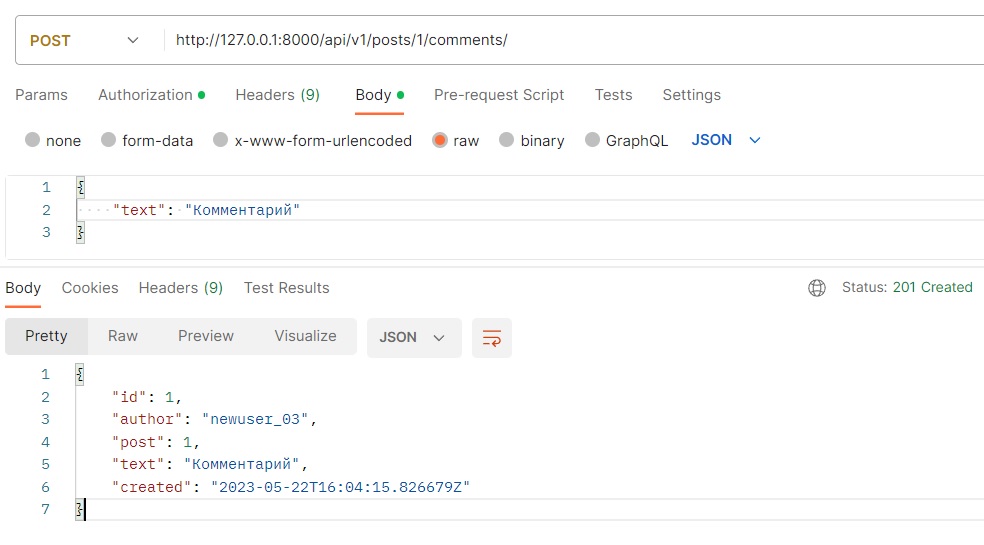 POST http://127.0.0.1:8000/api/v1/posts/1/comments/
Params Authorization Headers (9) Body Pre-request Script Tests Settings
none form-data x-www-form-urlencoded raw binary GraphQL JSON
1 {
2 "text": "Комментарий"
3 }
Body Cookies Headers (9) Test Results Status: 201 Created
Pretty Raw Preview Visualize JSON
1 {
2 "id": 1,
3 "author": "newuser_03",
4 "post": 1,
5 "text": "Комментарий",
6 "created": "2023-05-22T16:04:15.826679Z"
7 }